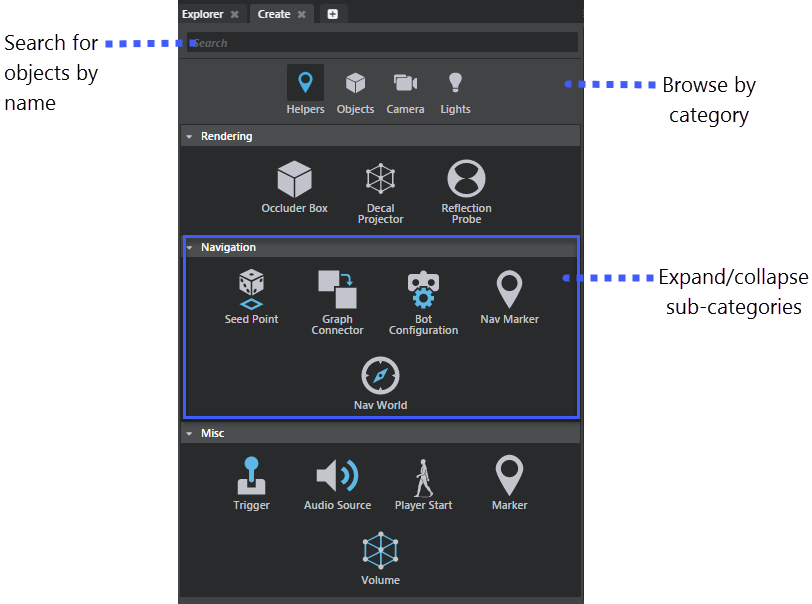 Explorer
Create
Search for
objects by
name
Search
Helpers
Objects
Camera
Lights
Browse by
category
Rendering
Occluder Box
Decal
Projector
Reflection
Probe
Navigation
Expand/collapse
sub-categories
Seed Point
Graph
Connector
Bot
Configuration
Nav Marker
Nav World
Misc
Trigger
Audio Source
Player Start
Marker
Volume